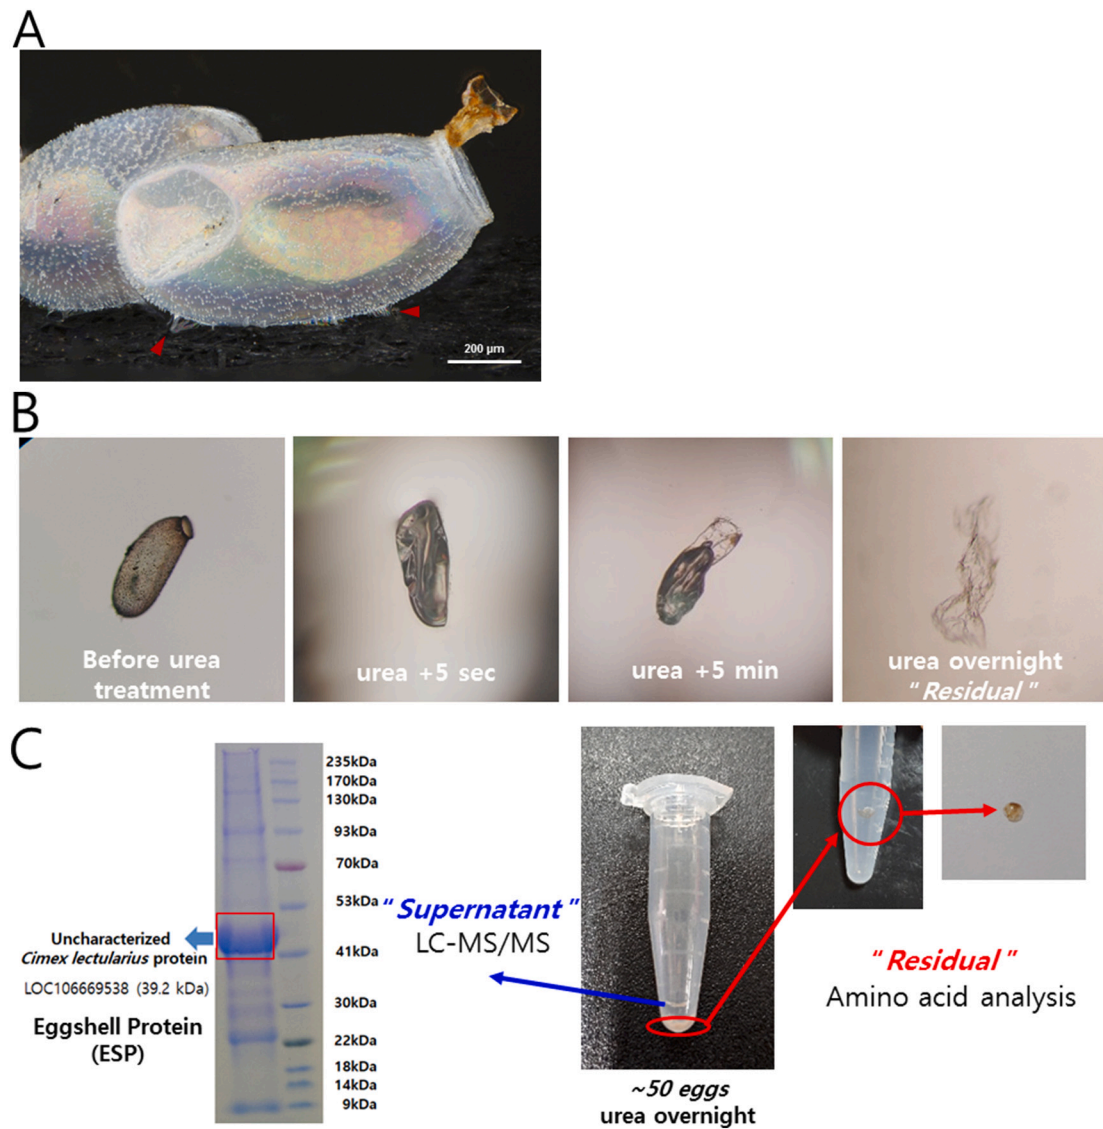 A
200 µm
B
Before urea
treatment
urea +5 sec
urea +5 min
urea overnight
“Residual”
C
235kDa
170kDa
130kDa
93kDa
70kDa
53kDa
41kDa
30kDa
22kDa
18kDa
14kDa
9kDa
Uncharacterized
Cimex lectularius protein
LOC106669538 (39.2 kDa)
Eggshell Protein
(ESP)
“Supernatant”
LC-MS/MS
~50 eggs
urea overnight
“Residual”
Amino acid analysis